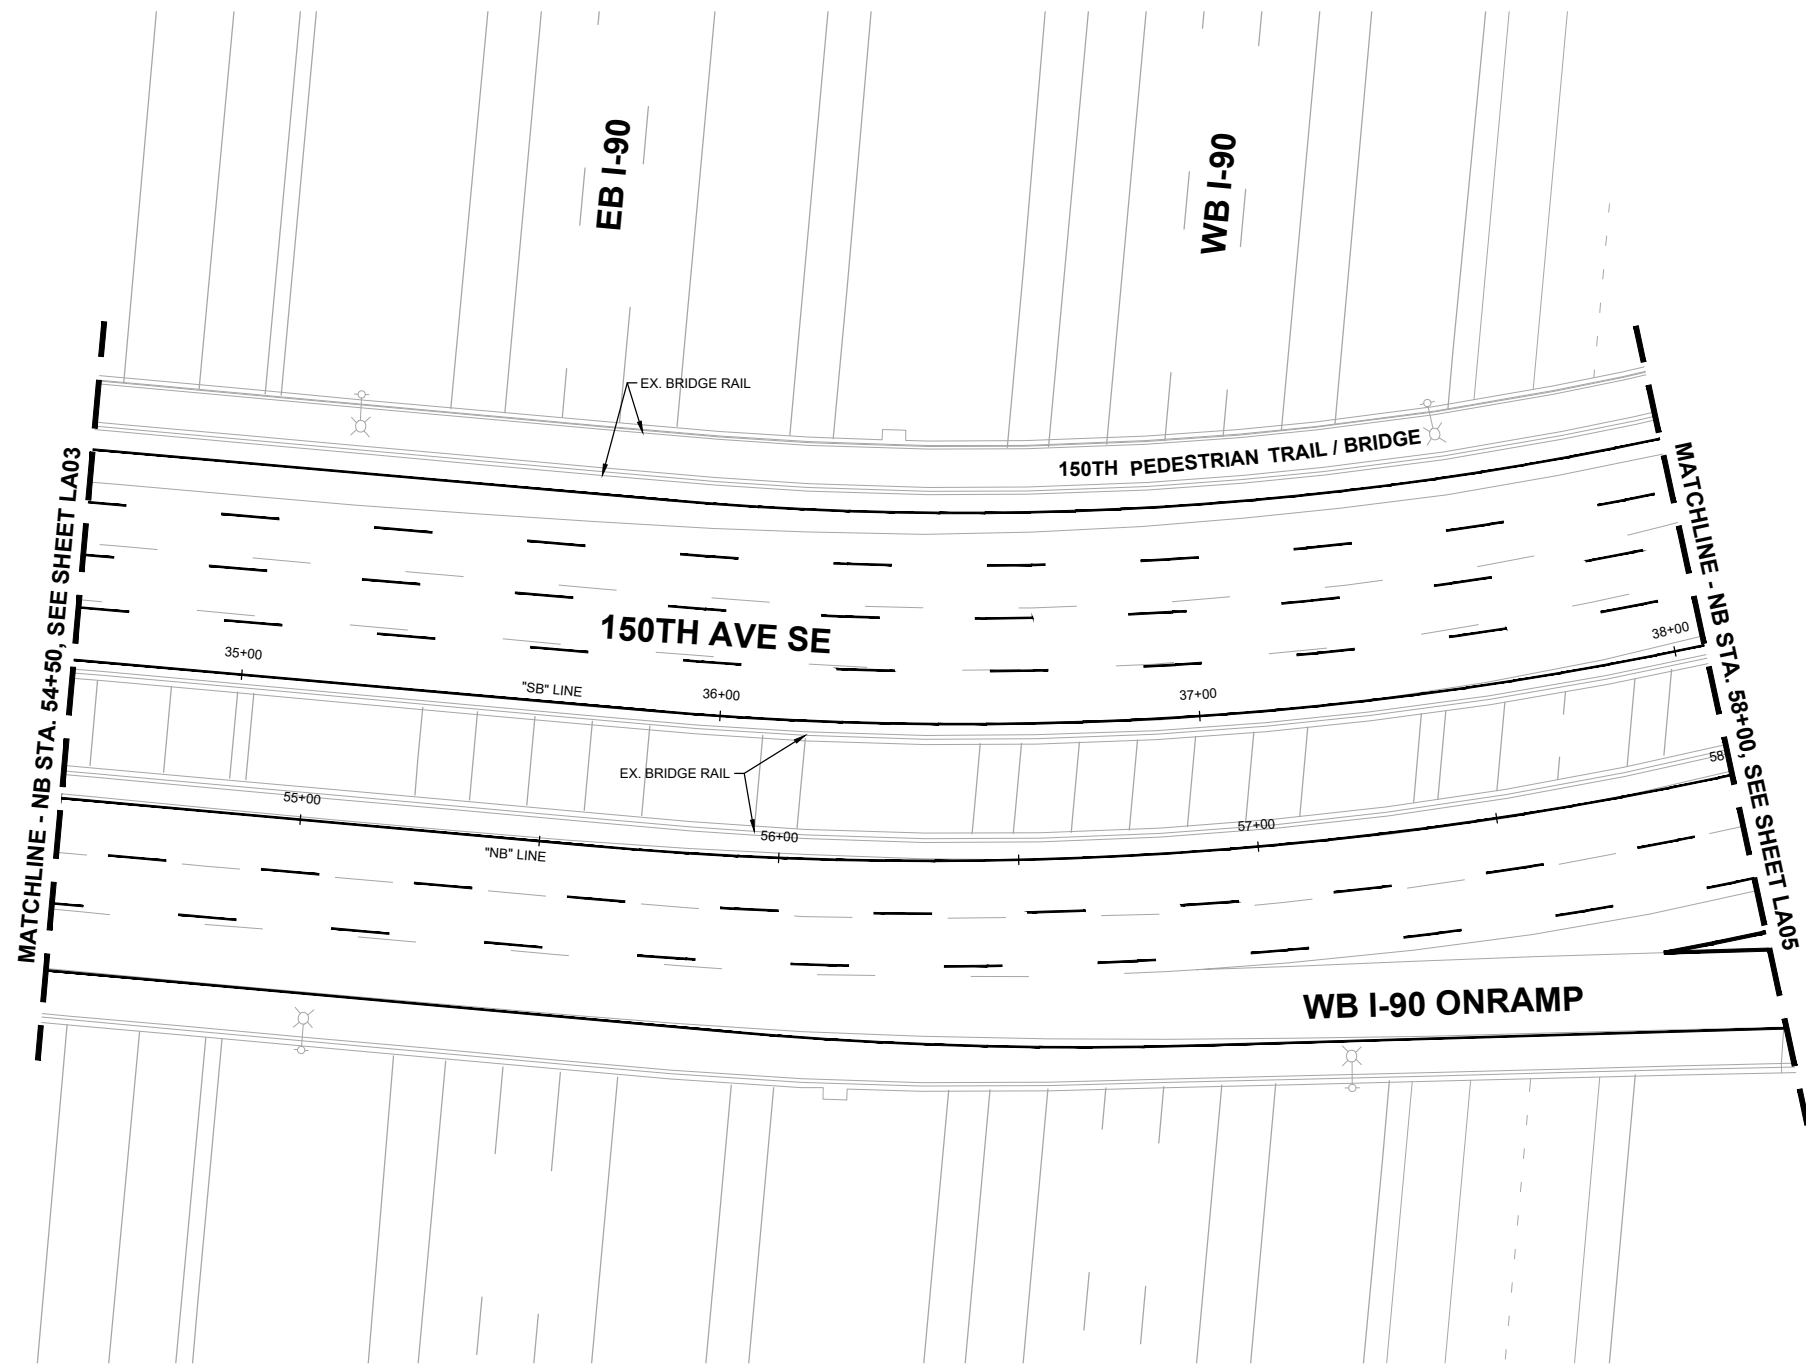 EB I-90
WB I-90
EX. BRIDGE RAIL
150TH PEDESTRIAN TRAIL / BRIDGE
MATCHLINE - NB STA. 54+50, SEE SHEET LA03
MATCHLINE - NB STA. 58+00, SEE SHEET LA05
150TH AVE SE
35+00
"SB" LINE
36+00
37+00
38+00
EX. BRIDGE RAIL
55+00
"NB" LINE
56+00
57+00
58
WB I-90 ONRAMP